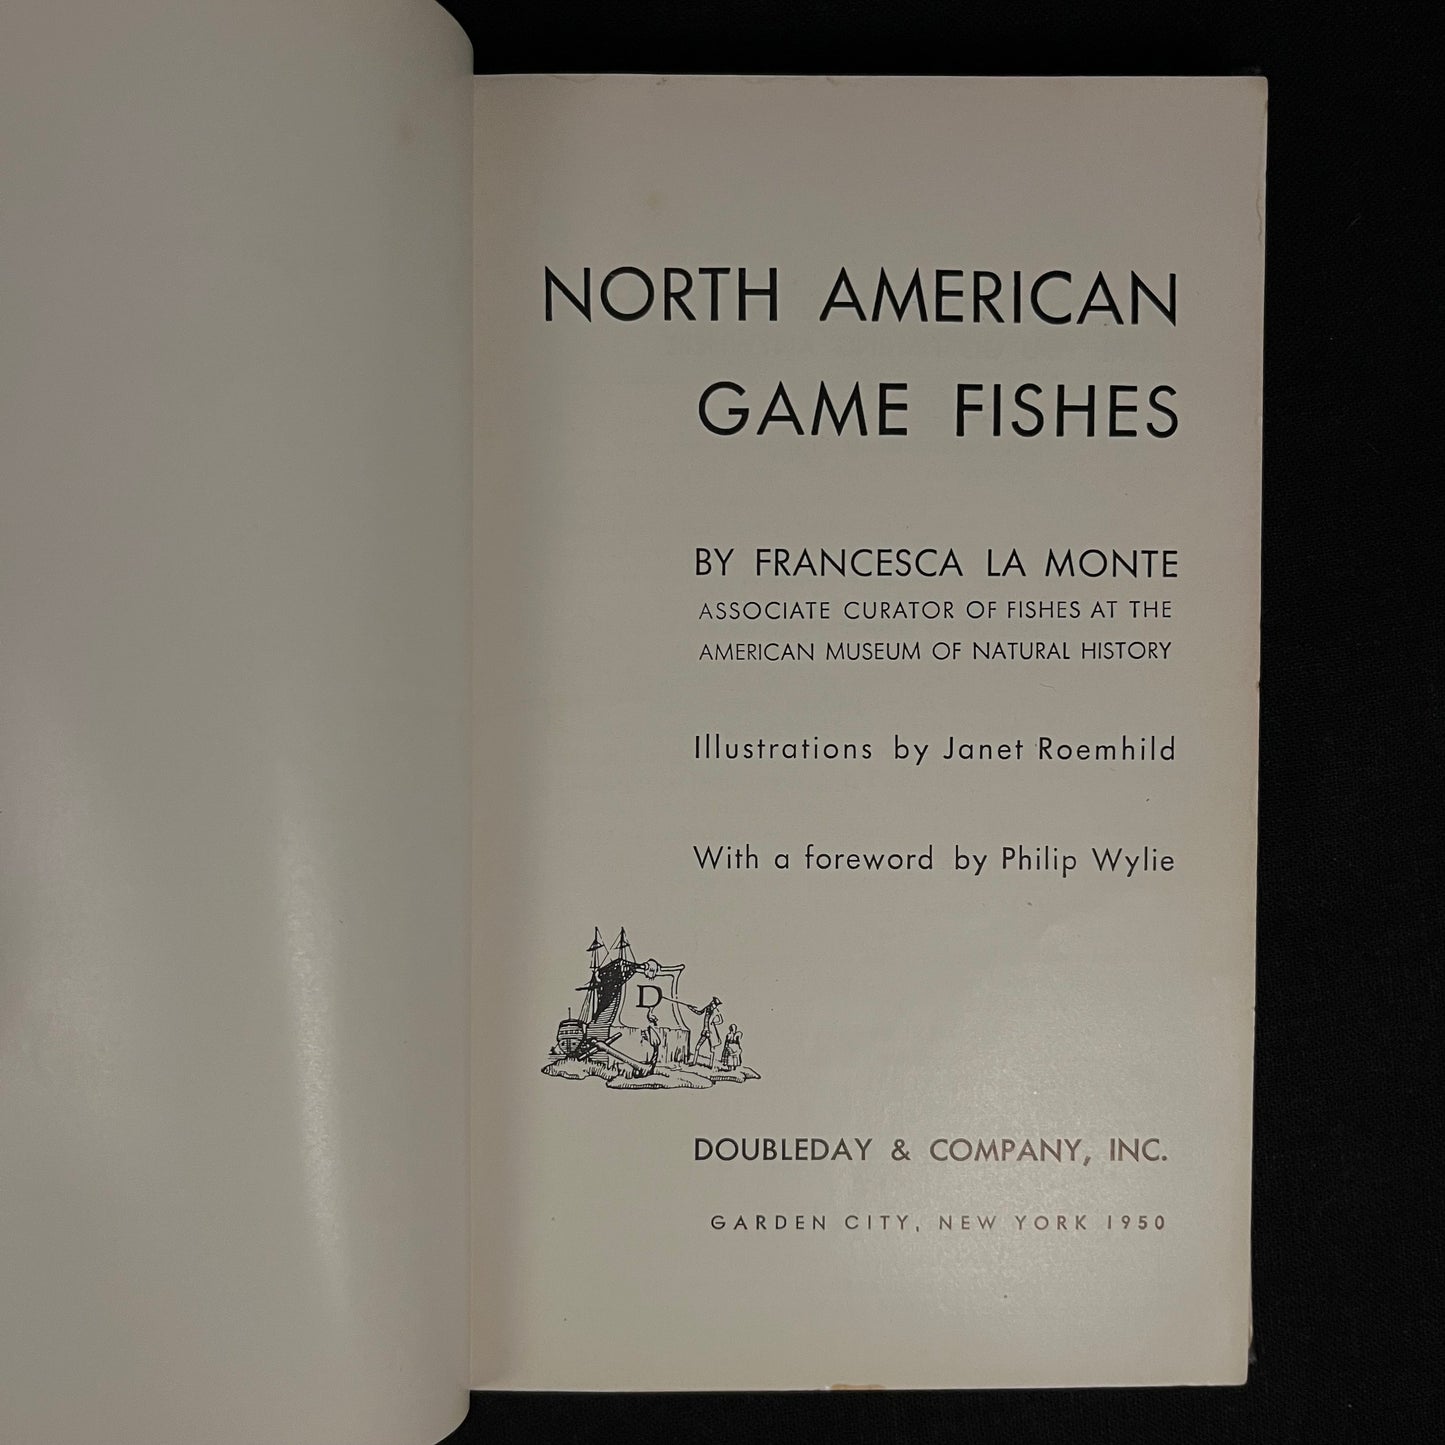 NORTH AMERICAN
GAME FISHES
BY FRANCESCA LA MONTE
ASSOCIATE CURATOR OF FISHES AT THE
AMERICAN MUSEUM OF NATURAL HISTORY
Illustrations by Janet Roemhild
With a foreword by Philip Wylie
D
DOUBLEDAY & COMPANY, INC.
GARDEN CITY, NEW YORK 1950